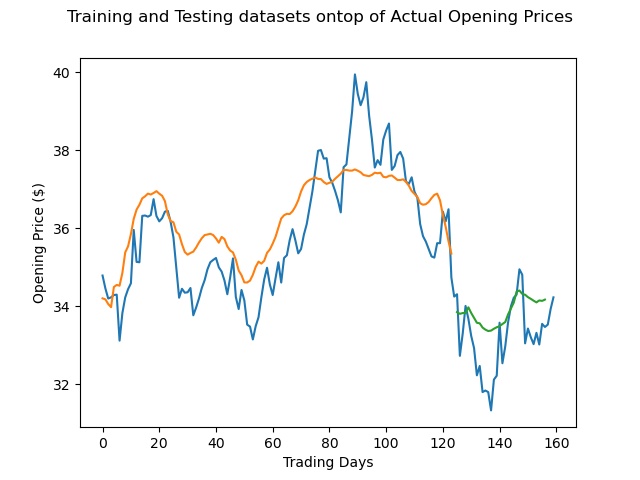 Training and Testing datasets ontop of Actual Opening Prices
40
38
36
34
32
Opening Price ($)
0 20 40 60 80 100 120 140 160
Trading Days